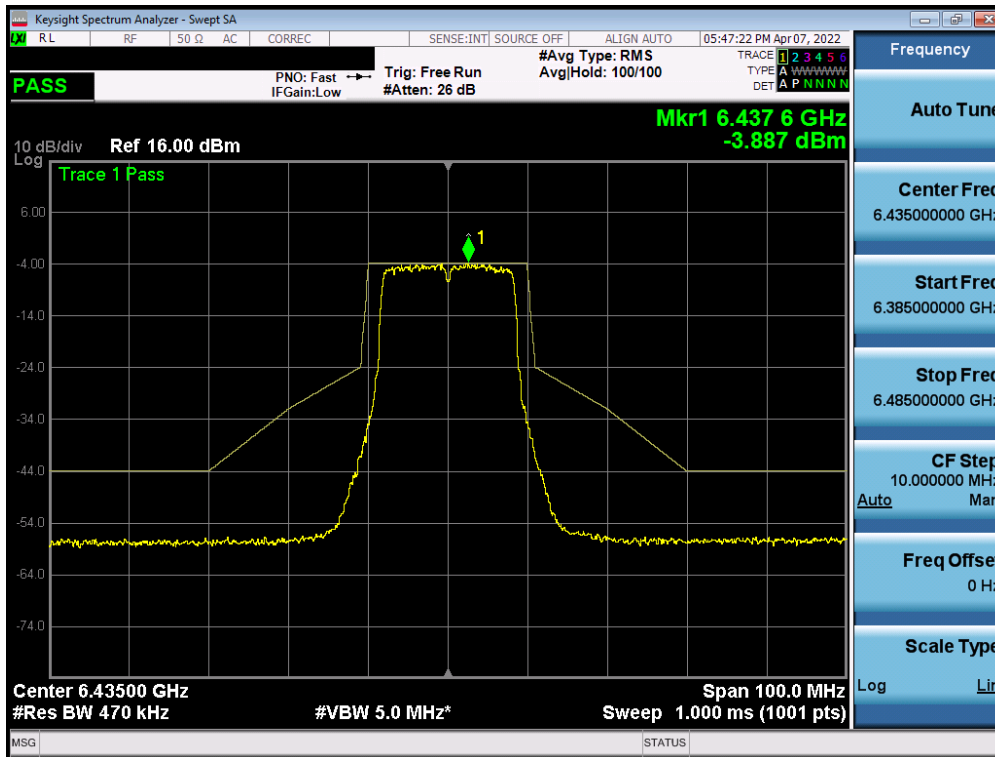 Keysight Spectrum Analyzer - Swept SA
LXI RL RF 50 Ω AC CORREC SENSE:INT SOURCE OFF ALIGN AUTO 05:47:22 PM Apr 07, 2022
Frequency
PASS
PNO: Fast
IFGain:Low
Trig: Free Run
#Atten: 26 dB
#Avg Type: RMS
Avg|Hold: 100/100
TRACE 1 2 3 4 5 6
TYPE A WWWWW
DET A P N N N N
Mkr1 6.437 6 GHz
-3.887 dBm
10 dB/div Ref 16.00 dBm
Log
Trace 1 Pass
1
6.00
-4.00
-14.0
-24.0
-34.0
-44.0
-54.0
-64.0
-74.0
Center 6.43500 GHz Span 100.0 MHz
#Res BW 470 kHz #VBW 5.0 MHz* Sweep 1.000 ms (1001 pts)
MSG STATUS
Auto Tune
Center Freq
6.435000000 GHz
Start Freq
6.385000000 GHz
Stop Freq
6.485000000 GHz
CF Step
10.000000 MHz
Auto Man
Freq Offset
0 Hz
Scale Type
Log Lin